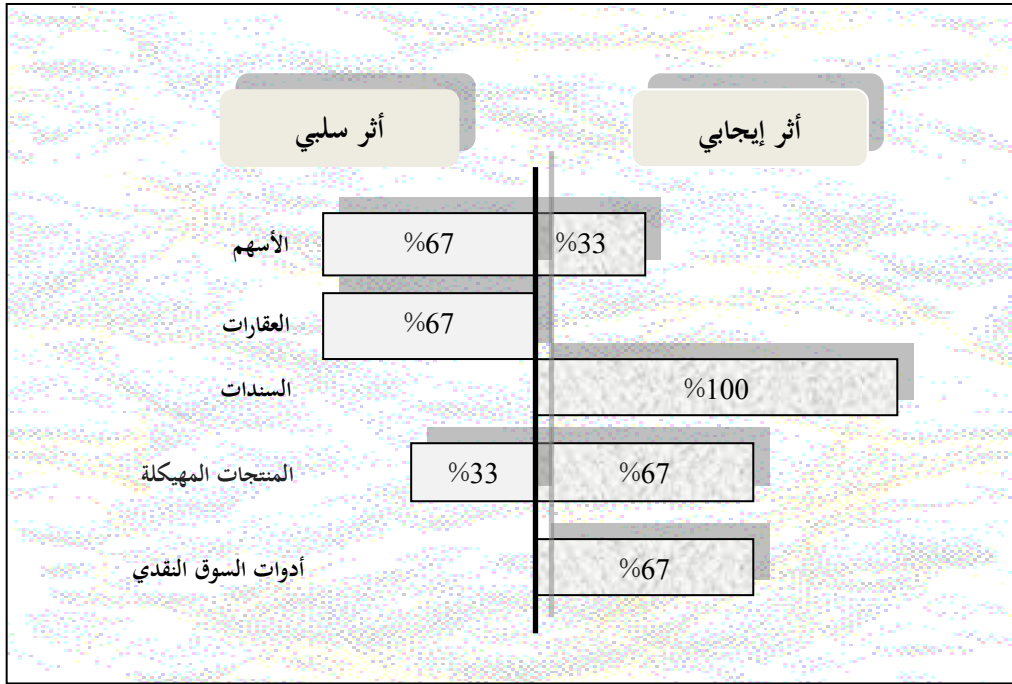 أثر إيجابي
أثر سلبي
الأسهم
%67
%33
العقارات
%67
السندات
%100
المنتجات المهيكلة
%33
%67
أدوات السوق النقدي
%67